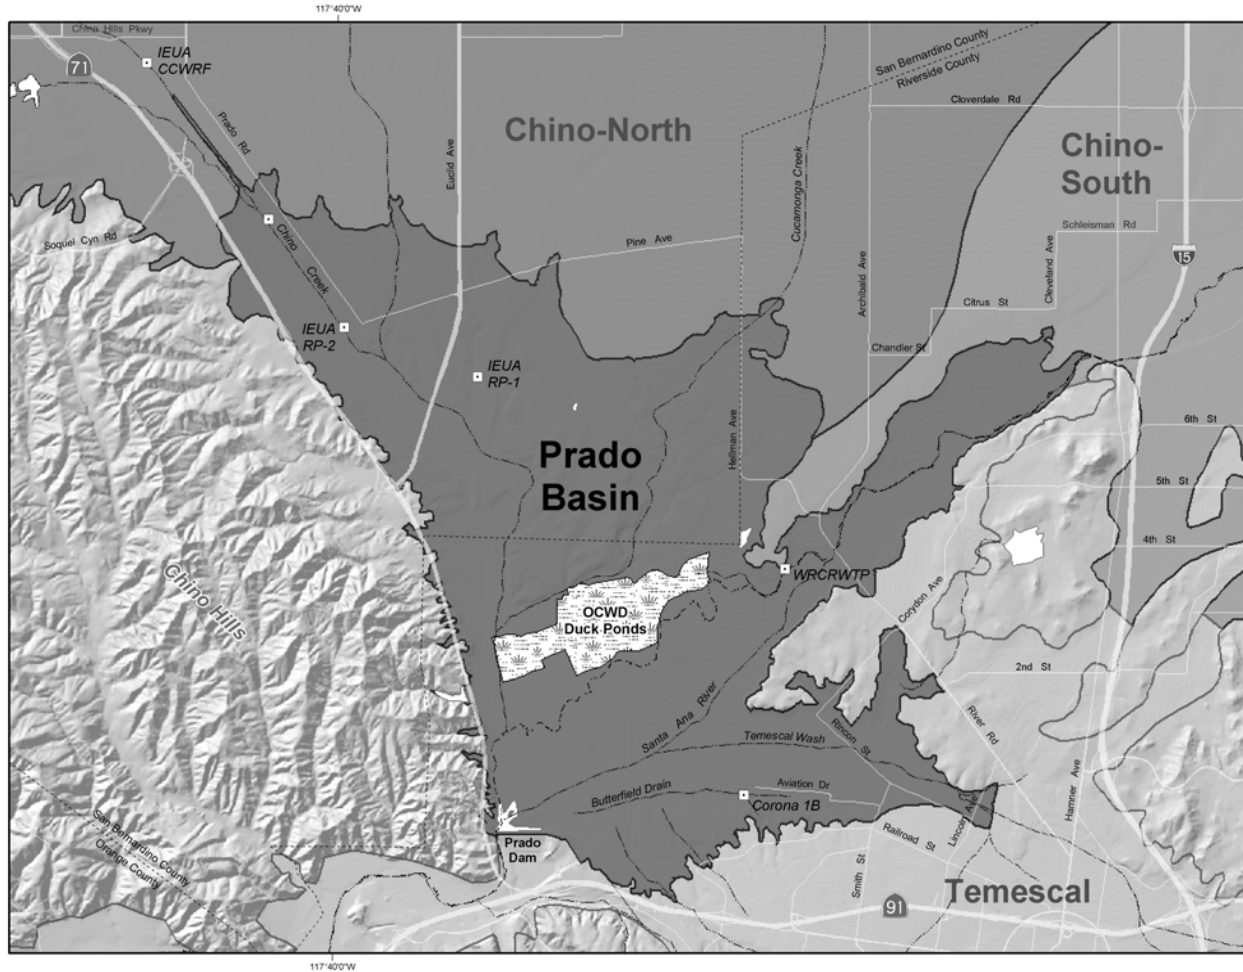 117°40'0"W
Chino Hills Pkwy
IEUA
CCWRF
71
San Bernardino County
Riverside County
Cloverdale Rd
Prado Rd
Chino-North
Euclid Ave
Cucamonga Creek
Chino-
South
Schleisman Rd
Soquel Cyn Rd
Chino
Creek
Pine Ave
Archibald Ave
Cleveland Ave
15
Citrus St
IEUA
RP-2
Chandler St
IEUA
RP-1
Hellman Ave
6th St
Prado
Basin
5th St
4th St
WRCRWTP
Chino Hills
OCWD
Duck Ponds
Corydon Ave
2nd St
Santa Ana River
River Rd
Rincon St
Temescal Wash
Butterfield Drain
Aviation Dr
Corona 1B
Hamner Ave
Lincoln Ave
Railroad St
Prado
Dam
San Bernardino County
Orange County
Smith St
Temescal
91
117°40'0"W